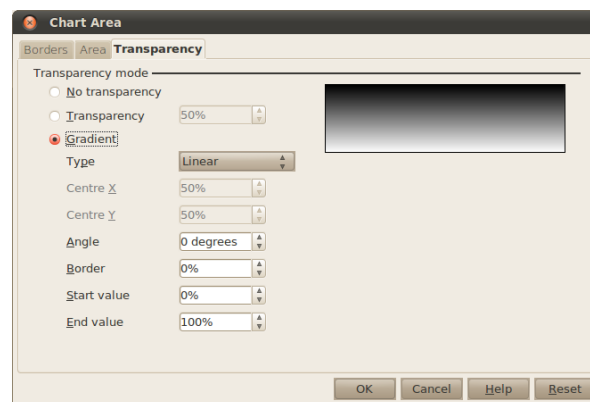 Chart Area
Borders Area Transparency
Transparency mode
No transparency
Transparency 50%
Gradient
Type Linear
Centre X 50%
Centre Y 50%
Angle 0 degrees
Border 0%
Start value 0%
End value 100%
OK Cancel Help Reset